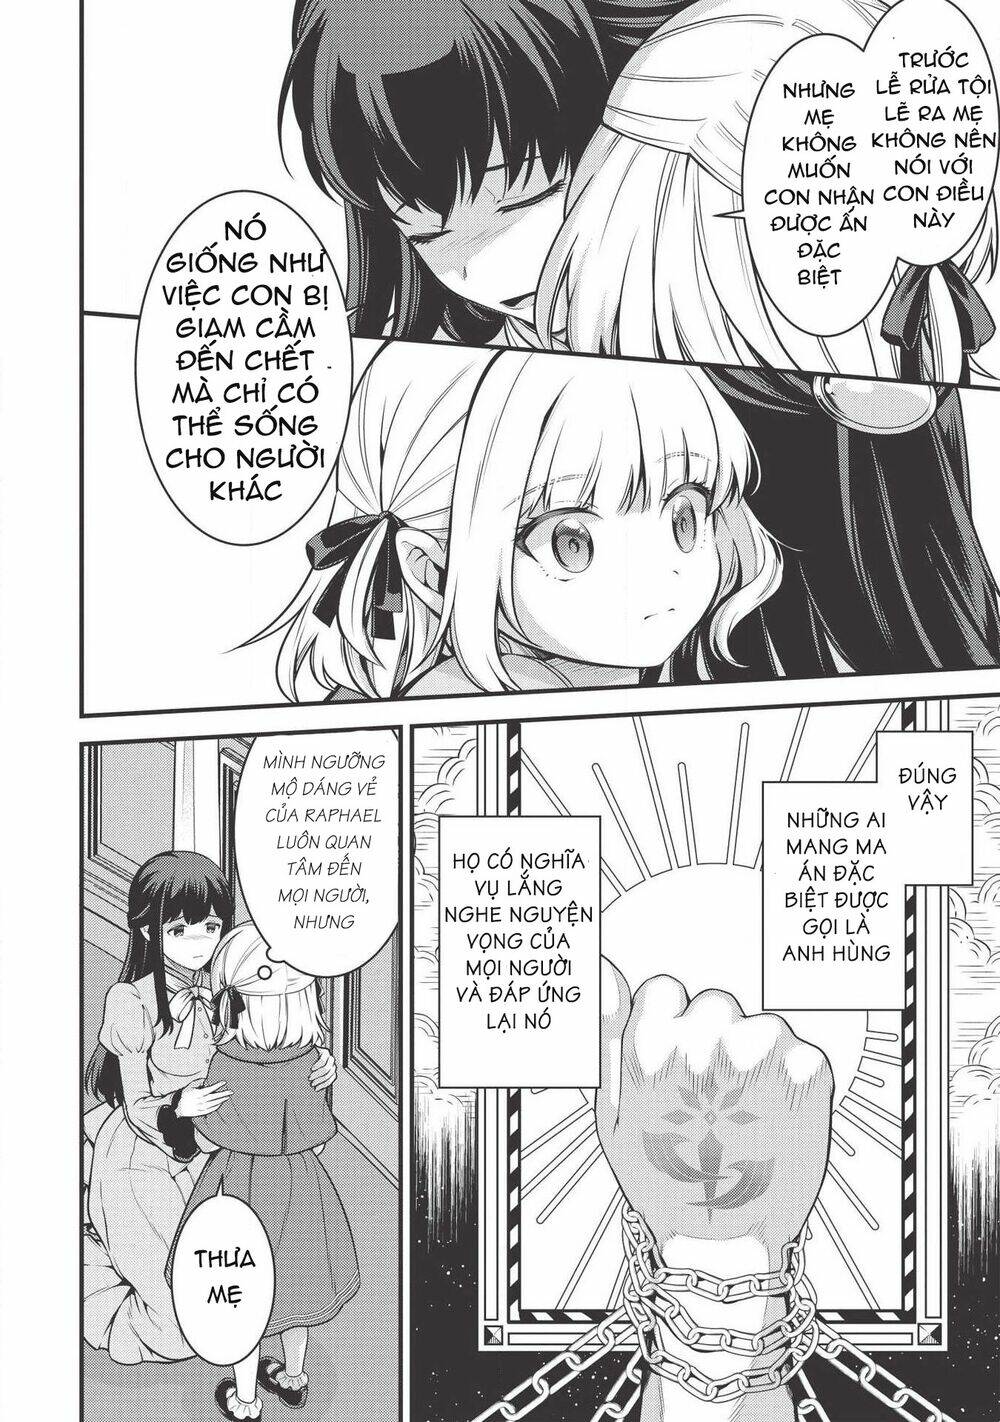 TRƯỚC
LỄ RỬA TỘI
LẼ RA MẸ
KHÔNG NÊN
NÓI VỚI
CON ĐIỀU
NÀY
NHƯNG
MẸ
KHÔNG
MUỐN
CON NHẬN
ĐƯỢC ẤN
ĐẶC
BIỆT
NÓ
GIỐNG NHƯ
VIỆC CON BỊ
GIAM CẦM
ĐẾN CHẾT
MÀ CHỈ CÓ
THỂ SỐNG
CHO NGƯỜI
KHÁC
ĐÚNG
VẬY
NHỮNG AI
MANG MA
ÁN ĐẶC
BIỆT ĐƯỢC
GỌI LÀ
ANH HÙNG
HỌ CÓ NGHĨA
VỤ LẮNG
NGHE NGUYỆN
VỌNG CỦA
MỌI NGƯỜI
VÀ ĐÁP ỨNG
LẠI NÓ
MÌNH NGƯỠNG
MỘ DÁNG VẺ
CỦA RAPHAEL
LUÔN QUAN
TÂM ĐẾN
MỌI NGƯỜI,
NHƯNG
THƯA
MẸ